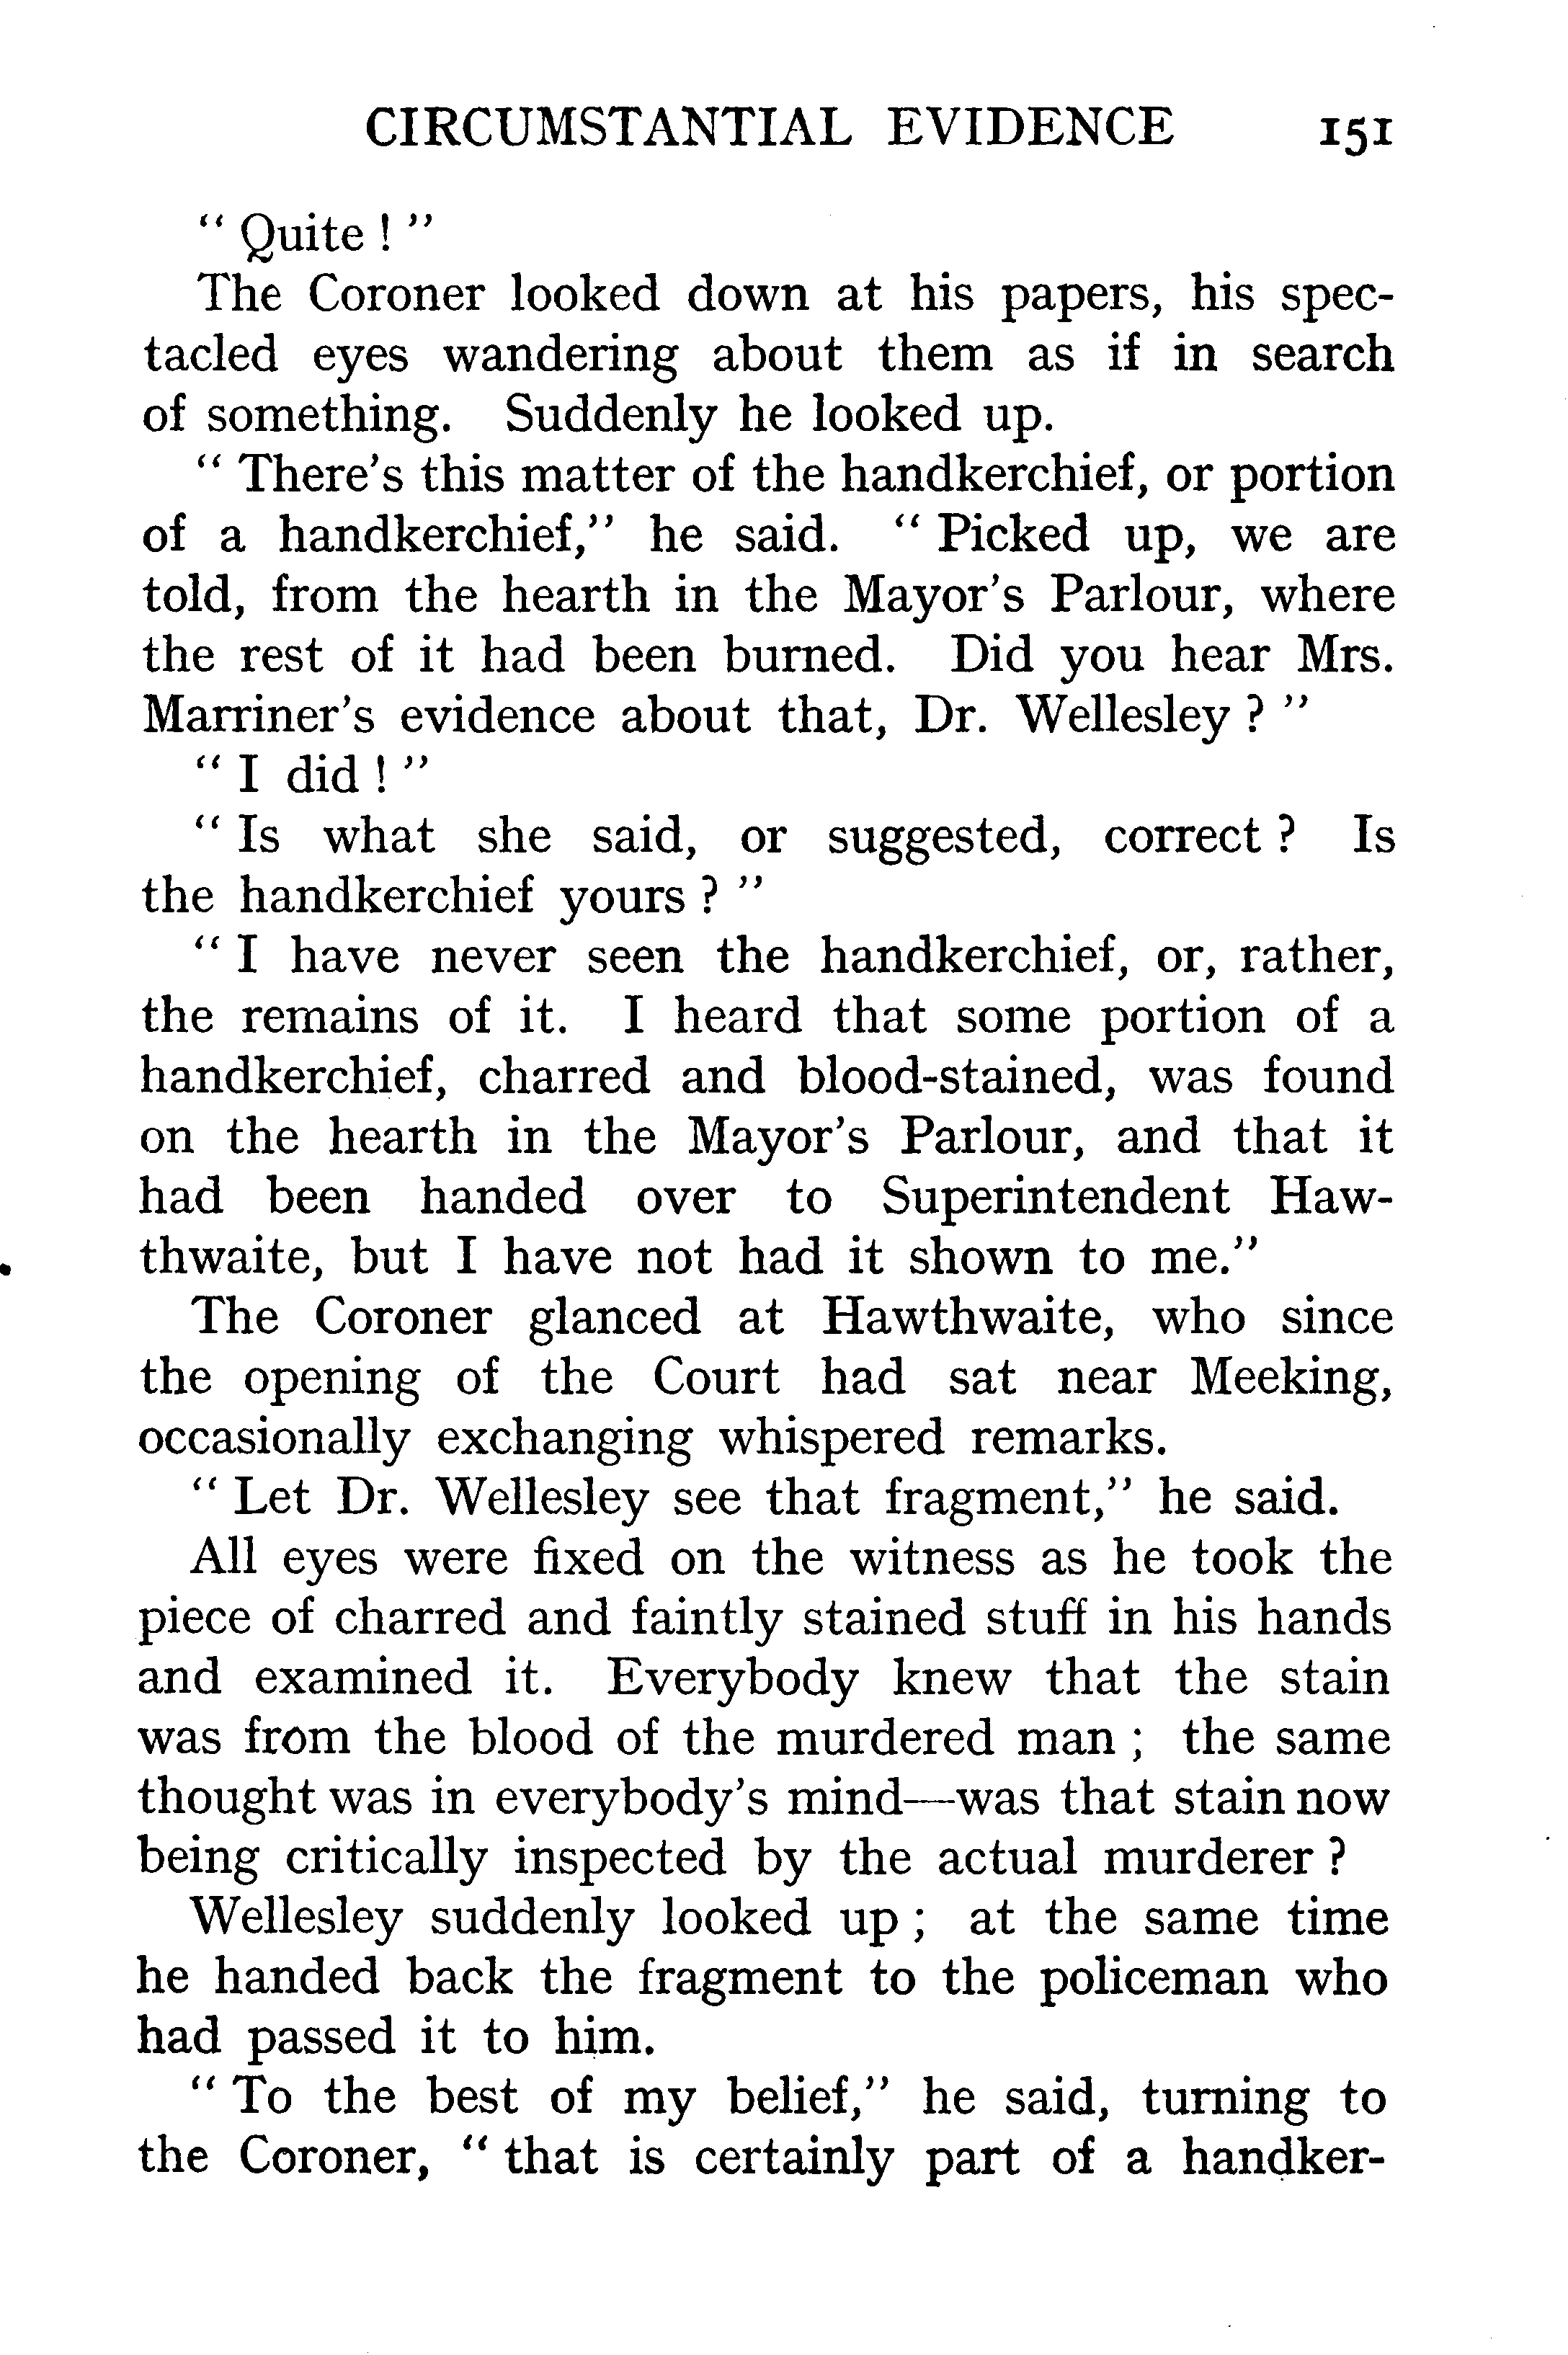 CIRCUMSTANTIAL EVIDENCE 151
“ Quite ! ”
The Coroner looked down at his papers, his spec-
tacled eyes wandering about them as if in search
of something. Suddenly he looked up.
“ There’s this matter of the handkerchief, or portion
of a handkerchief,” he said. “ Picked up, we are
told, from the hearth in the Mayor’s Parlour, where
the rest of it had been burned. Did you hear Mrs.
Marriner’s evidence about that, Dr. Wellesley ? ”
“ I did ! ”
“ Is what she said, or suggested, correct ? Is
the handkerchief yours ? ”
“ I have never seen the handkerchief, or, rather,
the remains of it. I heard that some portion of a
handkerchief, charred and blood-stained, was found
on the hearth in the Mayor’s Parlour, and that it
had been handed over to Superintendent Haw-
thwaite, but I have not had it shown to me.”
The Coroner glanced at Hawthwaite, who since
the opening of the Court had sat near Meeking,
occasionally exchanging whispered remarks.
“ Let Dr. Wellesley see that fragment,” he said.
All eyes were fixed on the witness as he took the
piece of charred and faintly stained stuff in his hands
and examined it. Everybody knew that the stain
was from the blood of the murdered man ; the same
thought was in everybody’s mind—was that stain now
being critically inspected by the actual murderer ?
Wellesley suddenly looked up ; at the same time
he handed back the fragment to the policeman who
had passed it to him.
“ To the best of my belief,” he said, turning to
the Coroner, “ that is certainly part of a handker-